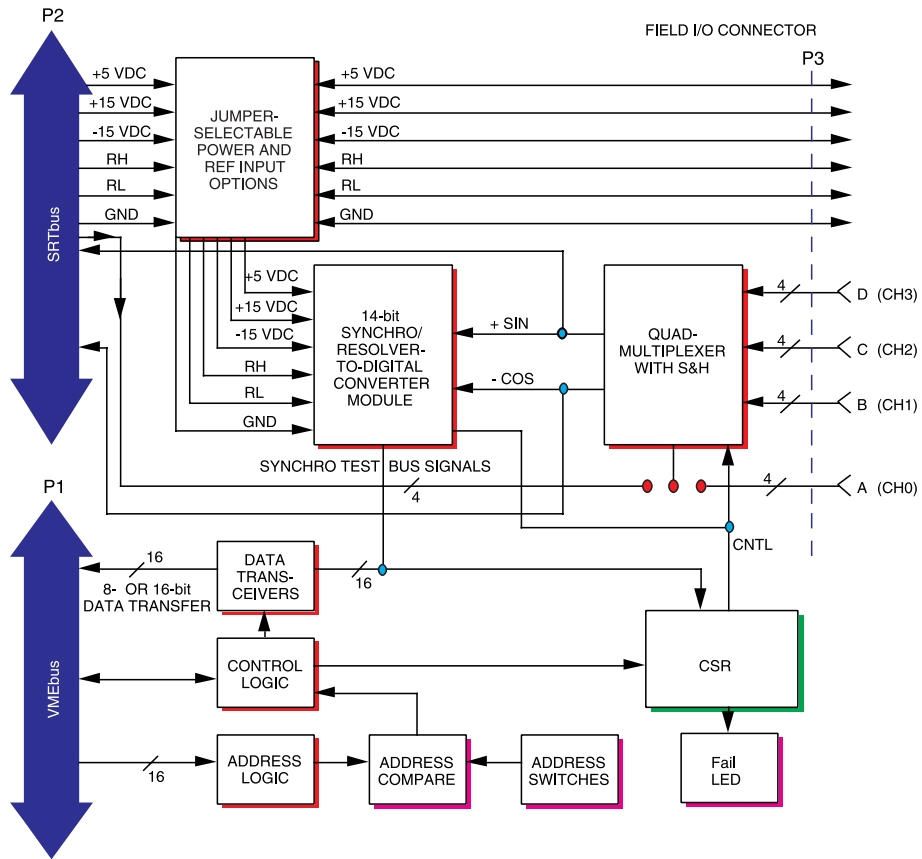 P2
FIELD I/O CONNECTOR
P3
+5 VDC
+15 VDC
-15 VDC
RH
RL
GND
JUMPER-
SELECTABLE
POWER AND
REF INPUT
OPTIONS
+5 VDC
+15 VDC
-15 VDC
RH
RL
GND
SRTbus
+5 VDC
+15 VDC
-15 VDC
RH
RL
GND
14-bit
SYNCHRO/
RESOLVER-
TO-DIGITAL
CONVERTER
MODULE
+ SIN
- COS
QUAD-
MULTIPLEXER
WITH S&H
4
D (CH3)
4
C (CH2)
4
B (CH1)
4
A (CH0)
SYNCHRO TEST BUS SIGNALS
4
CNTL
P1
VMEbus
16
8- OR 16-bit
DATA TRANSFER
DATA
TRANS-
CEIVERS
16
CONTROL
LOGIC
CSR
16
ADDRESS
LOGIC
ADDRESS
COMPARE
ADDRESS
SWITCHES
Fail
LED